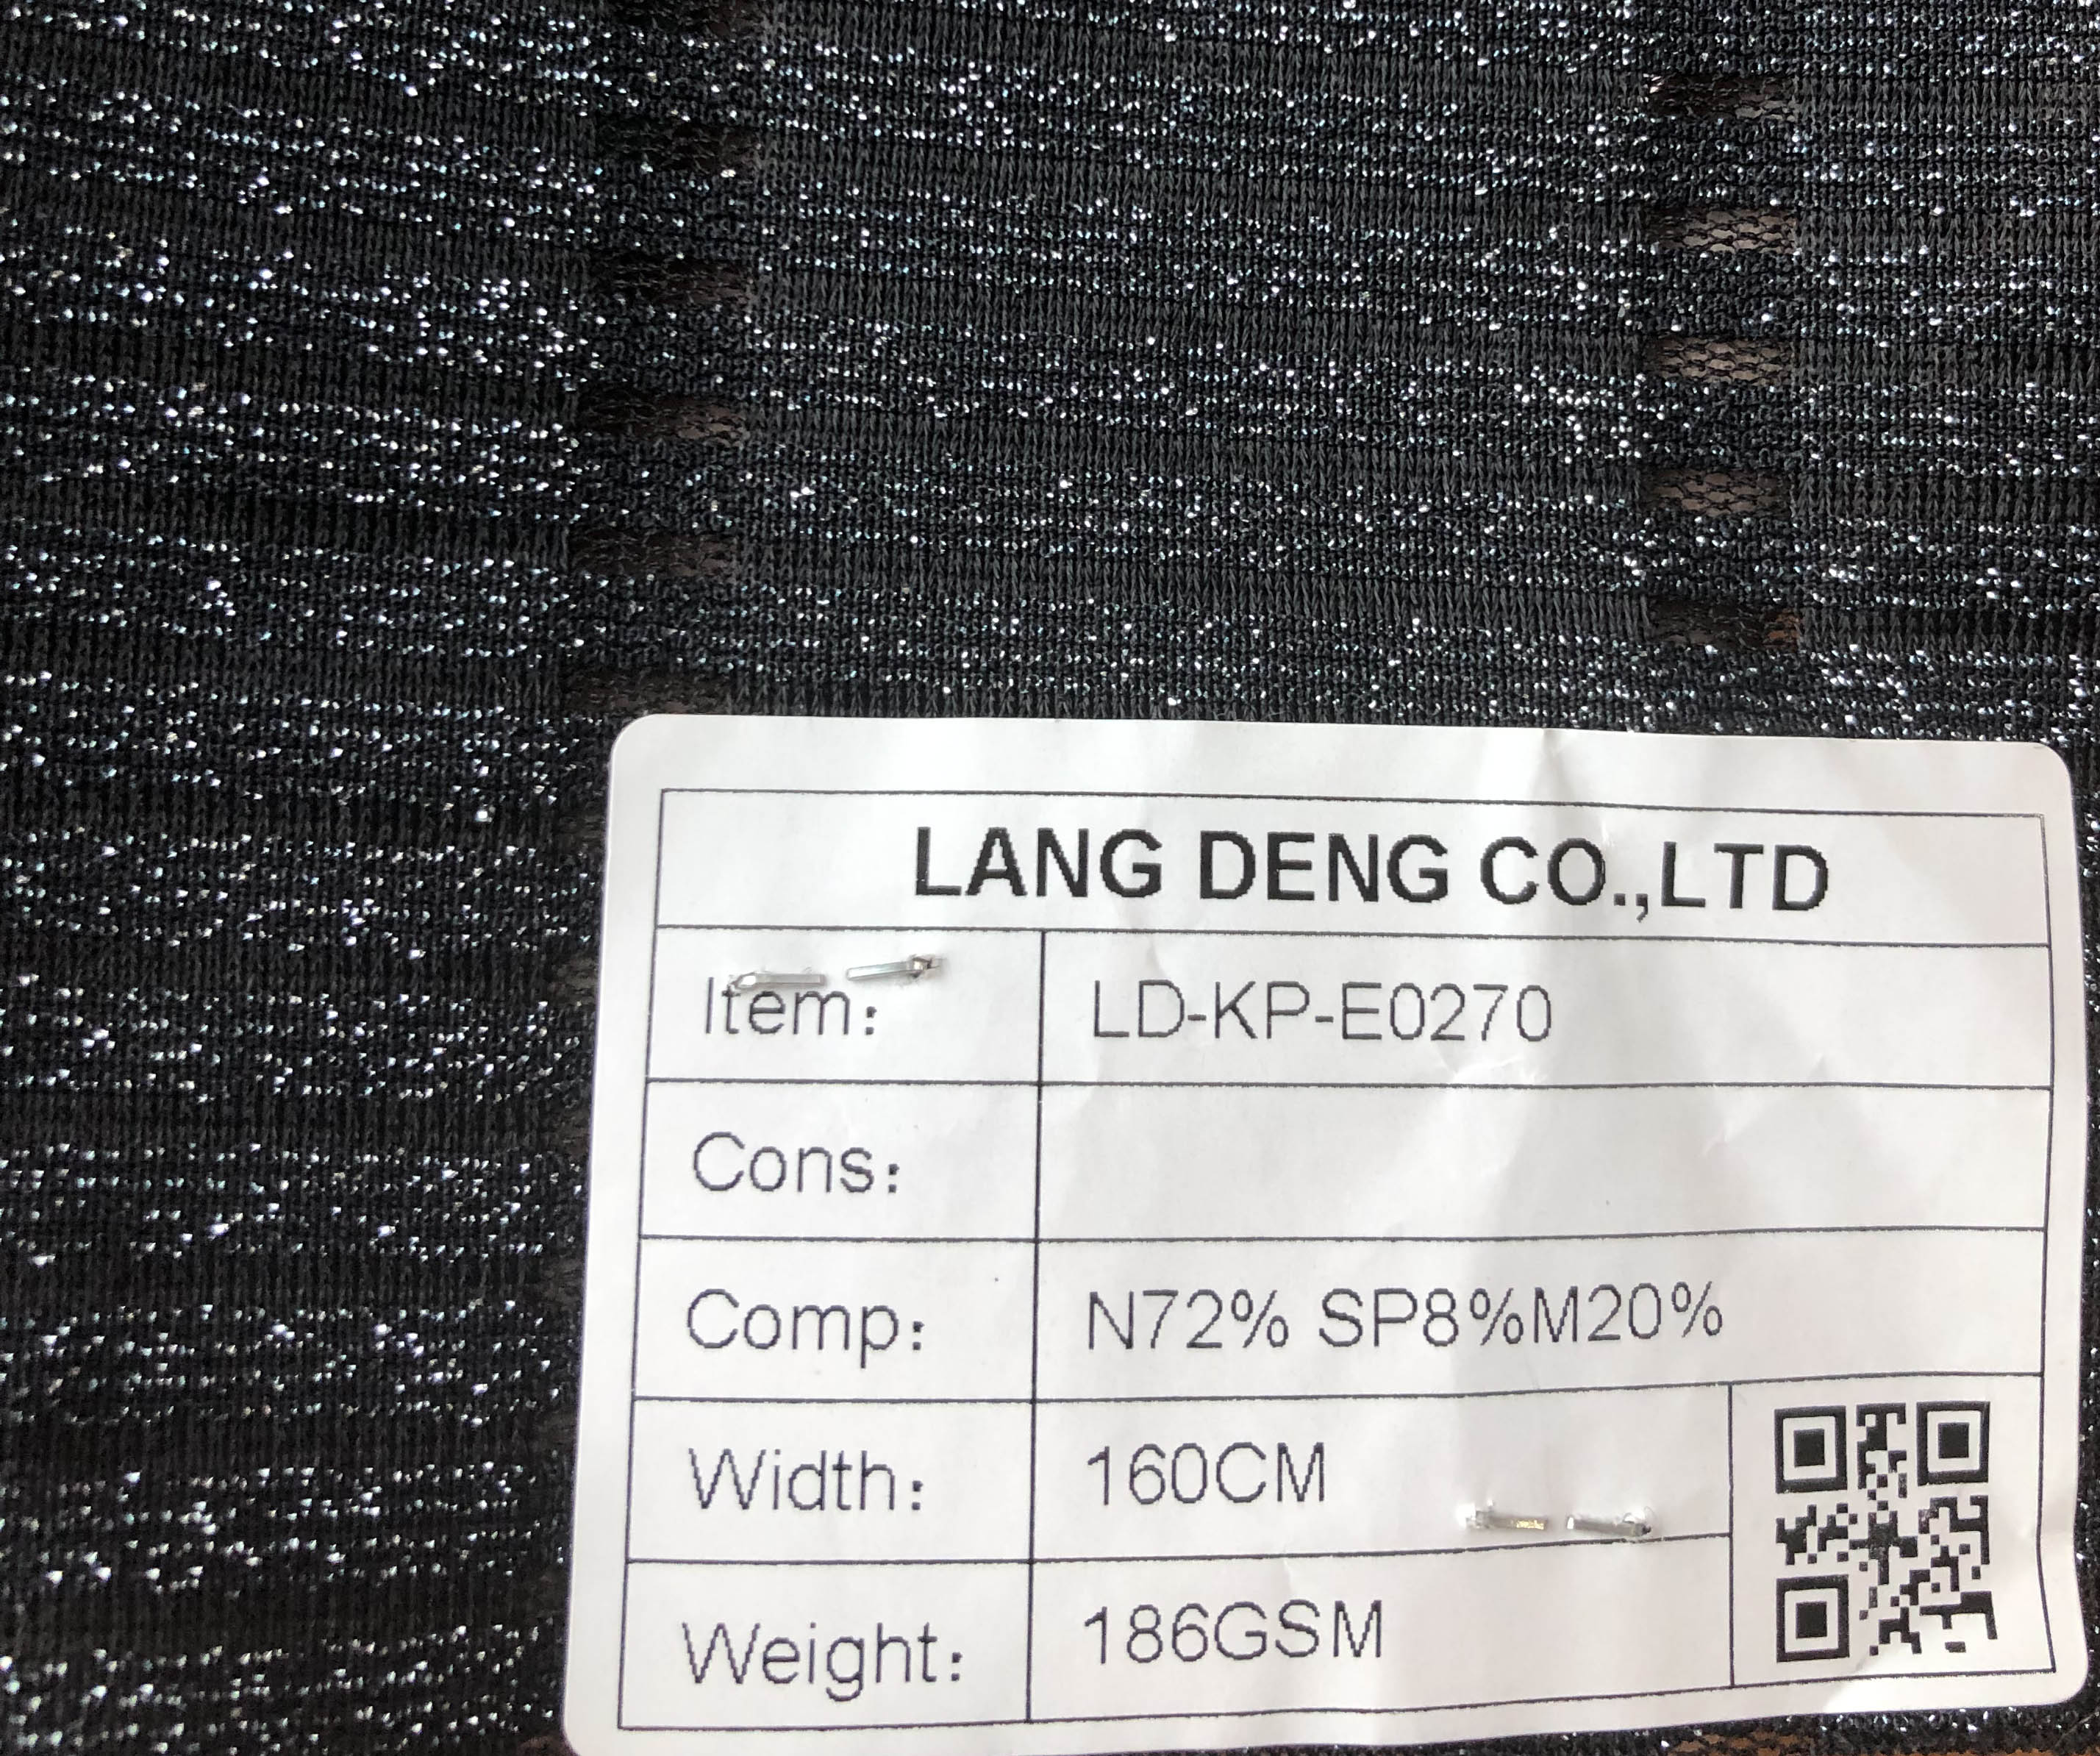 LANG DENG CO.,LTD
Item: LD-KP-E0270
Cons:
Comp: N72% SP8%M20%
Width: 160CM
Weight: 186GSM